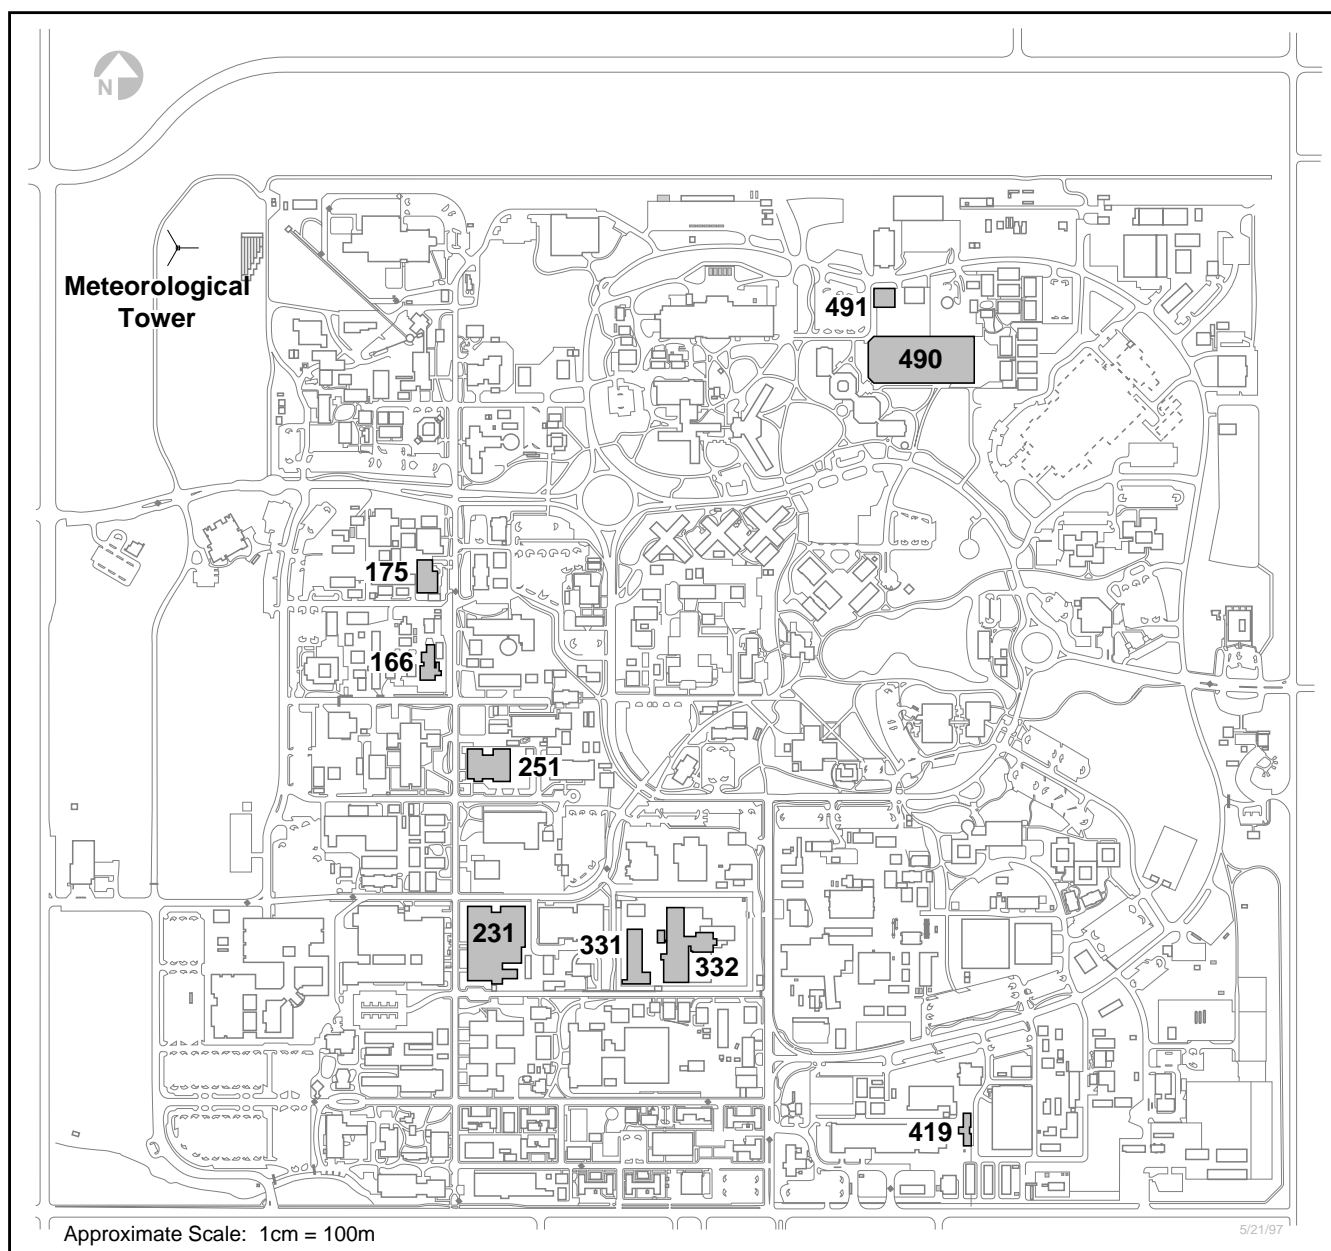 N
Meteorological
Tower
491
490
175
166
251
231
331
332
419
Approximate Scale: 1cm = 100m
5/21/97